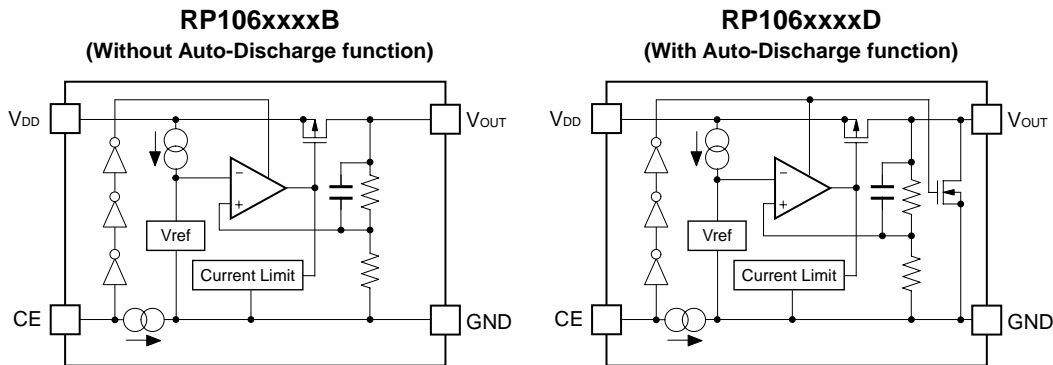 RP106xxxxB
(Without Auto-Discharge function)
VDD
VOUT
−
+
Vref
Current Limit
CE
GND
RP106xxxxD
(With Auto-Discharge function)
VDD
VOUT
−
+
Vref
Current Limit
CE
GND